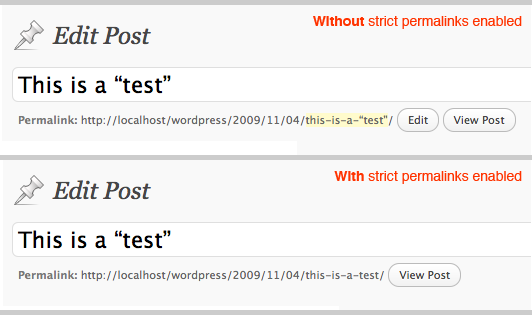 WIthout strict permalinks enabled
Edit Post
This is a “test”
Permalink: http://localhost/wordpress/2009/11/04/this-is-a-“test”/ Edit View Post
WIth strict permalinks enabled
Edit Post
This is a “test”
Permalink: http://localhost/wordpress/2009/11/04/this-is-a-test/ View Post